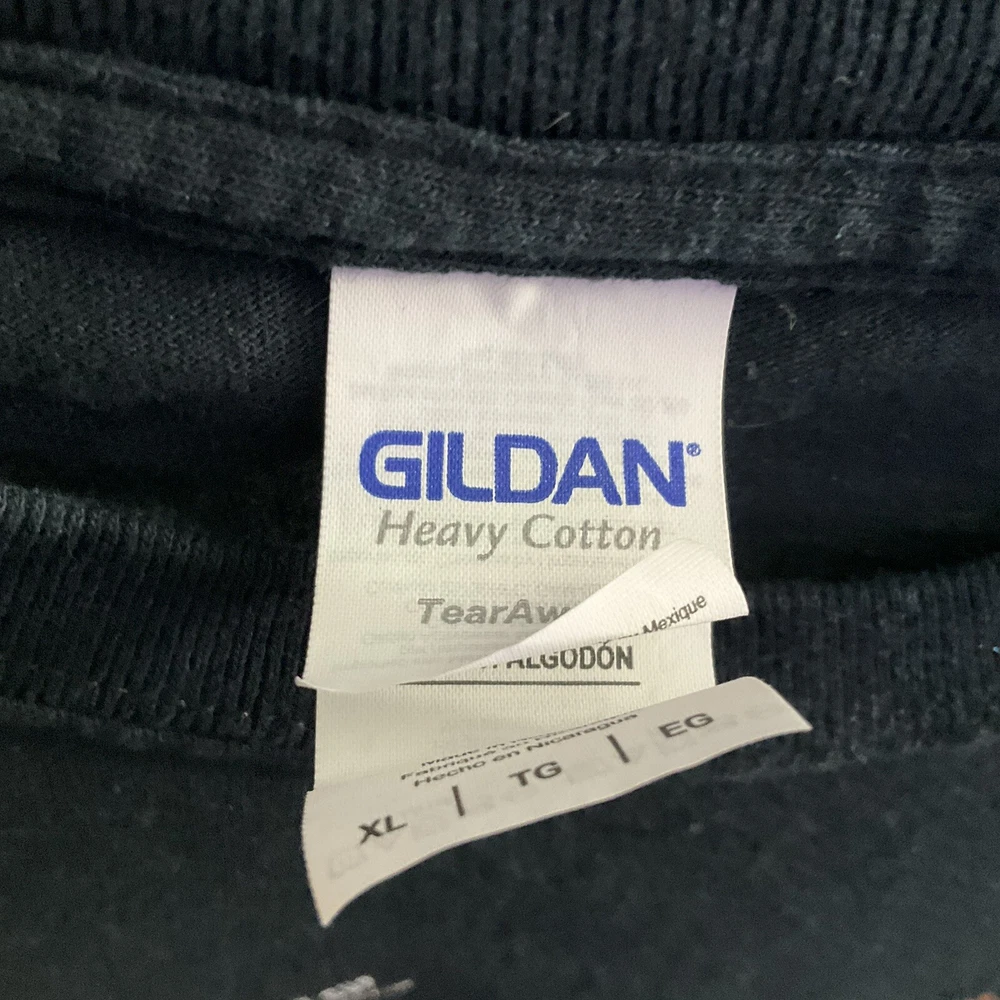 GILDAN®
Heavy Cotton
TearAw
Mexique
ALGODÓN
Hecho en Nicaragua
XL | TG | EG